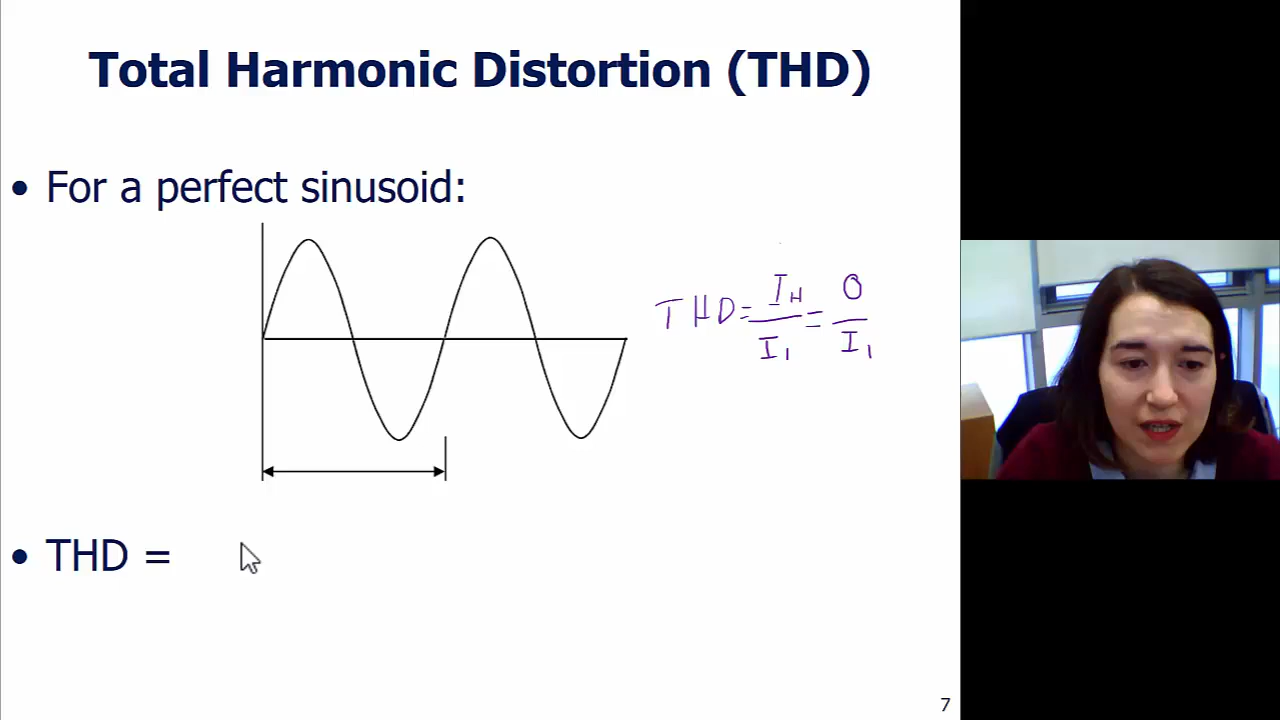 Total Harmonic Distortion (THD)
• For a perfect sinusoid:
THD = I_H / I_1 = 0 / I_1
• THD =
7